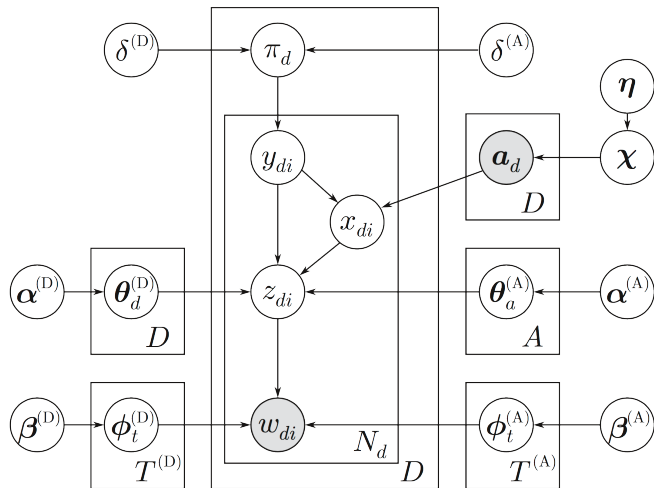 δ^(D) π_d δ^(A)
η
y_di a_d χ
x_di D
α^(D) θ_d^(D) z_di θ_a^(A) α^(A)
D A
β^(D) ϕ_t^(D) w_di ϕ_t^(A) β^(A)
T^(D) N_d D T^(A)